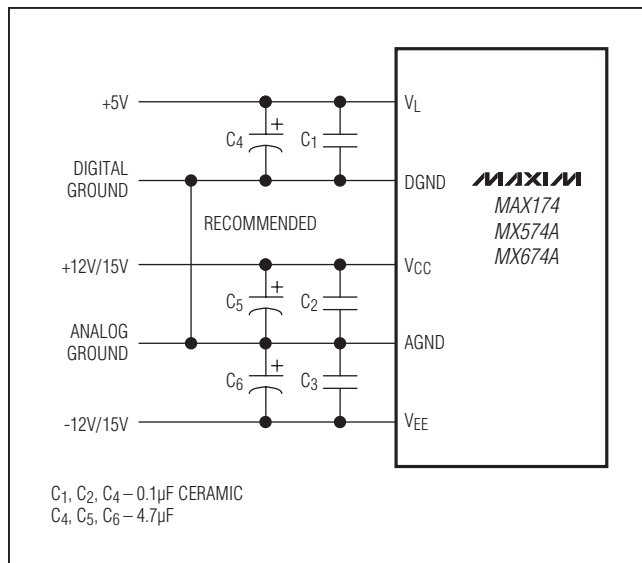 +5V
C4
+
C1
VL
DIGITAL
GROUND
DGND
MAXIM
MAX174
MX574A
MX674A
RECOMMENDED
+12V/15V
C5
+
C2
VCC
ANALOG
GROUND
AGND
C6
+
C3
-12V/15V
VEE
C1, C2, C4 – 0.1µF CERAMIC
C4, C5, C6 – 4.7µF